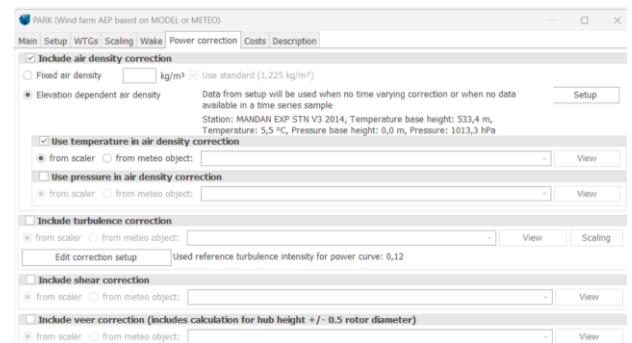 PARK (Wind farm AEP based on MODEL or METEO)
Main Setup WTGs Scaling Wake Power correction Costs Description
Include air density correction
Fixed air density kg/m³ Use standard (1.225 kg/m³)
Elevation dependent air density Data from setup will be used when no time varying correction or when no data Setup
available in a time series sample
Station: MANDAN EXP STN V3 2014, Temperature base height: 533,4 m,
Temperature: 5,5 ºC, Pressure base height: 0,0 m, Pressure: 1013,3 hPa
Use temperature in air density correction
from scaler from meteo object: View
Use pressure in air density correction
from scaler from meteo object: View
Include turbulence correction
from scaler from meteo object: View Scaling
Edit correction setup Used reference turbulence intensity for power curve: 0,12
Include shear correction
from scaler from meteo object: View
Include veer correction (includes calculation for hub height +/- 0.5 rotor diameter)
from scaler from meteo object: View